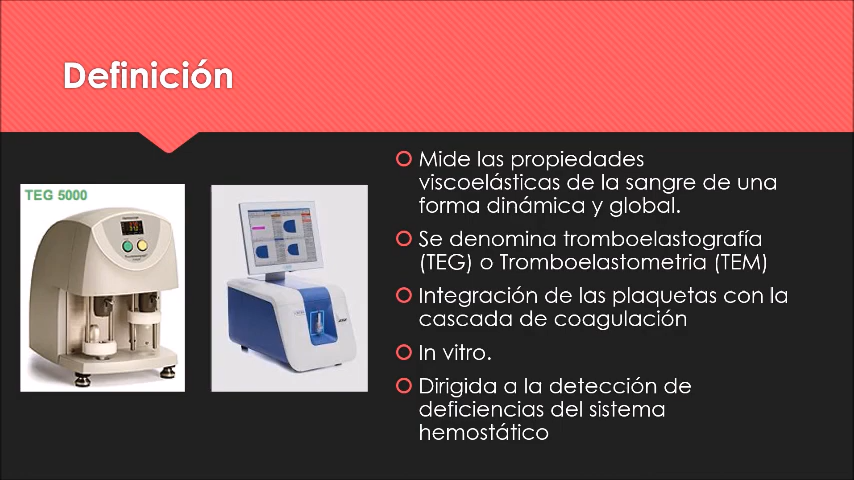 Definición
TEG 5000
Mide las propiedades
viscoelásticas de la sangre de una
forma dinámica y global.
Se denomina tromboelastografía
(TEG) o Tromboelastometria (TEM)
Integración de las plaquetas con la
cascada de coagulación
In vitro.
Dirigida a la detección de
deficiencias del sistema
hemostático